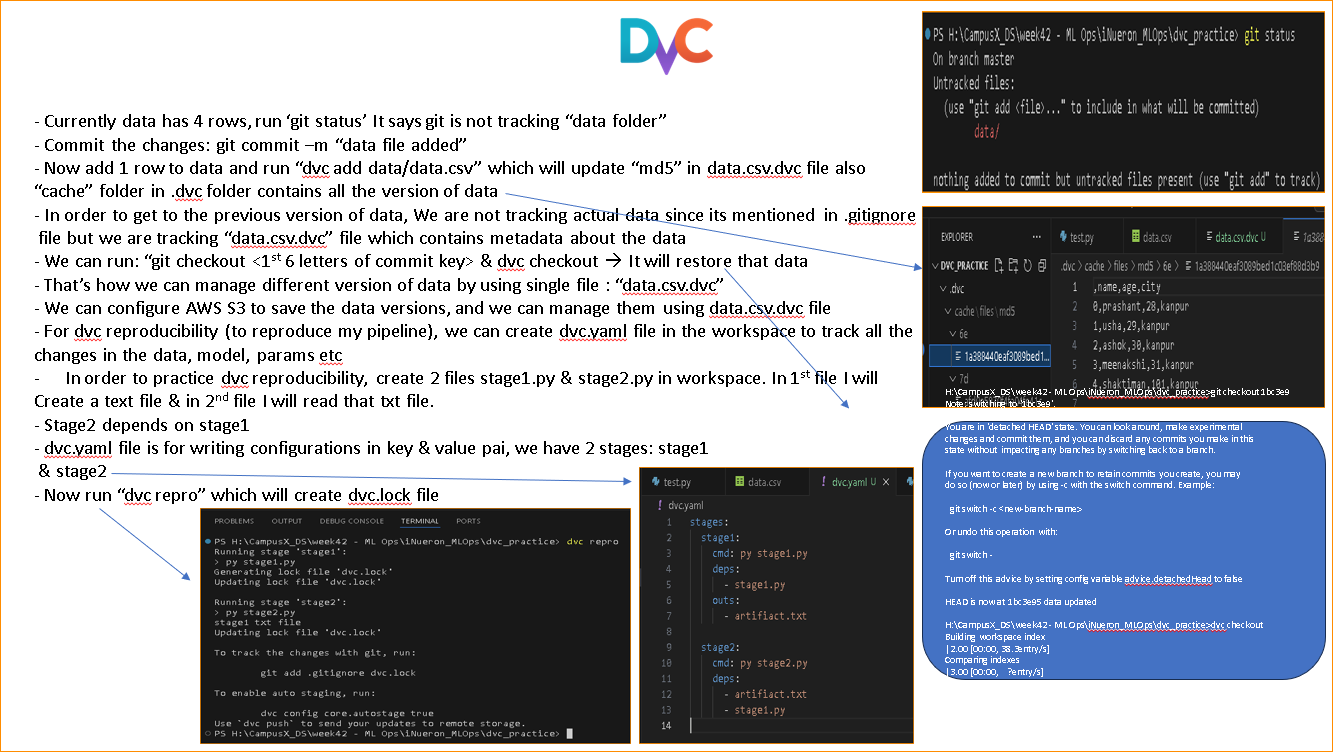 DVC
- Currently data has 4 rows, run ‘git status’ It says git is not tracking “data folder”
- Commit the changes: git commit –m “data file added”
- Now add 1 row to data and run “dvc add data/data.csv” which will update “md5” in data.csv.dvc file also
“cache” folder in .dvc folder contains all the version of data
- In order to get to the previous version of data, We are not tracking actual data since its mentioned in .gitignore
file but we are tracking “data.csv.dvc” file which contains metadata about the data
- We can run: “git checkout <1st 6 letters of commit key> & dvc checkout → It will restore that data
- That’s how we can manage different version of data by using single file : “data.csv.dvc”
- We can configure AWS S3 to save the data versions, and we can manage them using data.csv.dvc file
- For dvc reproducibility (to reproduce my pipeline), we can create dvc.yaml file in the workspace to track all the
changes in the data, model, params etc
- In order to practice dvc reproducibility, create 2 files stage1.py & stage2.py in workspace. In 1st file I will
Create a text file & in 2nd file I will read that txt file.
- Stage2 depends on stage1
- dvc.yaml file is for writing configurations in key & value pai, we have 2 stages: stage1
& stage2
- Now run “dvc repro” which will create dvc.lock file
PS H:\CampusX_DS\week42 - ML Ops\iNueron_MLOps\dvc_practice> git status
On branch master
Untracked files:
(use "git add <file>..." to include in what will be committed)
data/
nothing added to commit but untracked files present (use "git add" to track)
EXPLORER ... test.py data.csv data.csv.dvc U 1a388
DVC_PRACTICE .dvc > cache > files > md5 > 6e > 1a388440eaf3089bed1c03ef88d3b9
.dvc 1 ,name,age,city
cache\files\md5 2 0,prashant,28,kanpur
6e 3 1,usha,29,kanpur
1a388440eaf3089bed1... 4 2,ashok,30,kanpur
5 3,meenakshi,31,kanpur
7d 6 4,shaktiman,101,kanpur
7
H:\CampusX_DS\week42 - ML Ops\iNueron_MLOps\dvc_practice>git checkout 1bc3e9
Note: switching to '1bc3e9'.
You are in 'detached HEAD' state. You can look around, make experimental
changes and commit them, and you can discard any commits you make in this
state without impacting any branches by switching back to a branch.
If you want to create a new branch to retain commits you create, you may
do so (now or later) by using -c with the switch command. Example:
git switch -c <new-branch-name>
Or undo this operation with:
git switch -
Turn off this advice by setting config variable advice.detachedHead to false
HEAD is now at 1bc3e95 data updated
H:\CampusX_DS\week42 - ML Ops\iNueron_MLOps\dvc_practice>dvc checkout
Building workspace index
|2.00 [00:00, 38.3entry/s]
Comparing indexes
|3.00 [00:00, ?entry/s]
PROBLEMS OUTPUT DEBUG CONSOLE TERMINAL PORTS
PS H:\CampusX_DS\week42 - ML Ops\iNueron_MLOps\dvc_practice> dvc repro
Running stage 'stage1':
> py stage1.py
Generating lock file 'dvc.lock'
Updating lock file 'dvc.lock'
Running stage 'stage2':
> py stage2.py
stage1 txt file
Updating lock file 'dvc.lock'
To track the changes with git, run:
git add .gitignore dvc.lock
To enable auto staging, run:
dvc config core.autostage true
Use `dvc push` to send your updates to remote storage.
PS H:\CampusX_DS\week42 - ML Ops\iNueron_MLOps\dvc_practice>
test.py data.csv dvc.yaml U ×
dvc.yaml
1 stages:
2 stage1:
3 cmd: py stage1.py
4 deps:
5 - stage1.py
6 outs:
7 - artifiact.txt
8
9 stage2:
10 cmd: py stage2.py
11 deps:
12 - artifiact.txt
13 - stage1.py
14